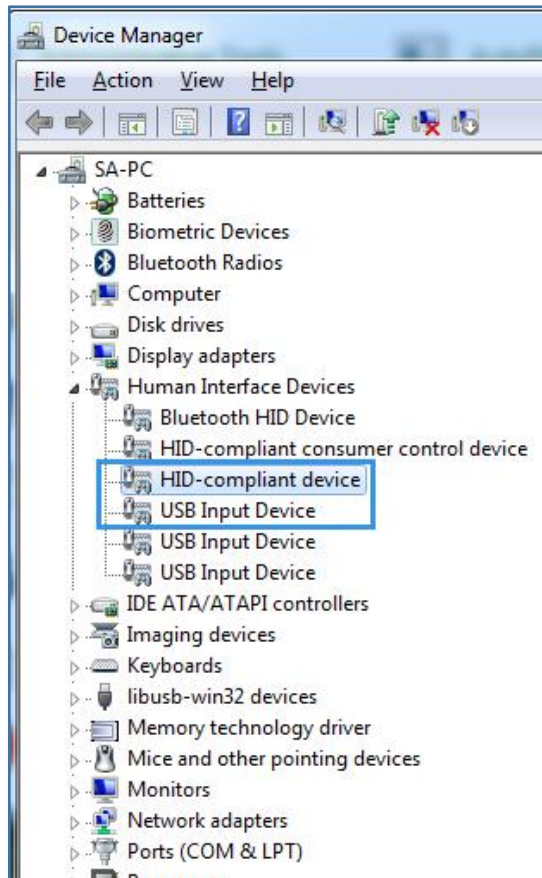 Device Manager
File Action View Help
SA-PC
Batteries
Biometric Devices
Bluetooth Radios
Computer
Disk drives
Display adapters
Human Interface Devices
Bluetooth HID Device
HID-compliant consumer control device
HID-compliant device
USB Input Device
USB Input Device
USB Input Device
IDE ATA/ATAPI controllers
Imaging devices
Keyboards
libusb-win32 devices
Memory technology driver
Mice and other pointing devices
Monitors
Network adapters
Ports (COM & LPT)